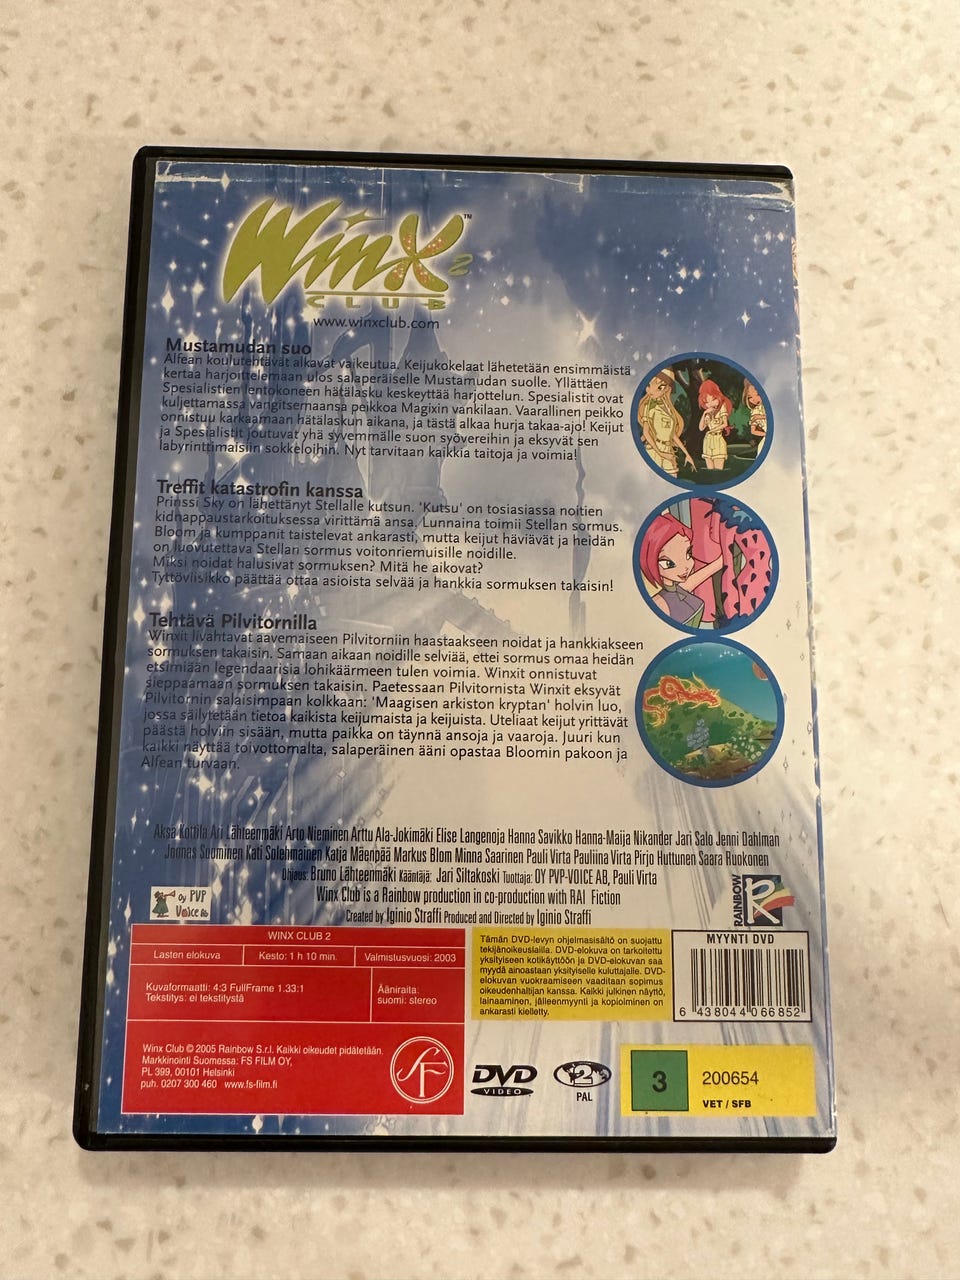 Winx™ 2
CLUB
www.winxclub.com
Mustamudan suo
Alfean koulutehtävät alkavat vaikeutua. Keijukokelaat lähetetään ensimmäistä
kertaa harjoittelemaan ulos salaperäiselle Mustamudan suolle. Yllättäen
Spesialistien lentokoneen hätälasku keskeyttää harjoittelun. Spesialistit ovat
kuljettamassa vangitsemaansa peikkoa Magixin vankilaan. Vaarallinen peikko
onnistuu karkaamaan hätälaskun aikana, ja tästä alkaa hurja takaa-ajo! Keijut
ja Spesialistit joutuvat yhä syvemmälle suon syövereihin ja eksyvät sen
labyrinttimaisiin sokkeloihin. Nyt tarvitaan kaikkia taitoja ja voimia!
Treffit katastrofin kanssa
Prinssi Sky on lähettänyt Stellalle kutsun. 'Kutsu' on tosiasiassa noitien
kidnappaustarkoituksessa virittämä ansa. Lunnaina toimii Stellan sormus.
Bloom ja kumppanit taistelevat ankarasti, mutta keijut häviävät ja heidän
on luovutettava Stellan sormus voitonriemuisille noidille.
Miksi noidat halusivat sormuksen? Mitä he aikovat?
Tyttöviisikko päättää ottaa asioista selvää ja hankkia sormuksen takaisin!
Tehtävä Pilvitornilla
Winxit livahtavat aavemaiseen Pilvitorniin haastaakseen noidat ja hankkiakseen
sormuksen takaisin. Samaan aikaan noidille selviää, ettei sormus omaa heidän
etsimiään legendaarisia lohikäärmeen tulen voimia. Winxit onnistuvat
sieppaamaan sormuksen takaisin. Paetessaan Pilvitornista Winxit eksyvät
Pilvitornin salaisimpaan kolkkaan: 'Maagisen arkiston kryptan' holvin luo,
jossa säilytetään tietoa kaikista keijumaista ja keijuista. Uteliaat keijut yrittävät
päästä holviin sisään, mutta paikka on täynnä ansoja ja vaaroja. Juuri kun
kaikki näyttää toivottomalta, salaperäinen ääni opastaa Bloomin pakoon ja
Alfean turvaan.
Aksa Kottila Ari Lähteenmäki Arto Nieminen Arttu Ala-Jokimäki Elise Langenoja Hanna Savikko Hanna-Maija Nikander Jari Salo Jenni Dahlman
Joonas Suominen Kati Solehmainen Katja Mäenpää Markus Blom Minna Saarinen Pauli Virta Pauliina Virta Pirjo Huttunen Saara Ruokonen
Ohjaus: Bruno Lähteenmäki Kääntäjä: Jari Siltakoski Tuottaja: OY PVP-VOICE AB, Pauli Virta
Winx Club is a Rainbow production in co-production with RAI Fiction
Created by Iginio Straffi Produced and Directed by Iginio Straffi
Oy PVP
Voice Ab
RAINBOW
WINX CLUB 2
Lasten elokuva
Kesto: 1 h 10 min.
Valmistusvuosi: 2003
Kuvaformaatti: 4:3 FullFrame 1.33:1
Tekstitys: ei tekstitystä
Ääniraita:
suomi: stereo
Winx Club © 2005 Rainbow S.r.l. Kaikki oikeudet pidätetään.
Markkinointi Suomessa: FS FILM OY,
PL 399, 00101 Helsinki
puh. 0207 300 460 www.fs-film.fi
SF
Tämän DVD-levyn ohjelmasisältö on suojattu
tekijänoikeuslailla. DVD-elokuva on tarkoitettu
yksityiseen kotikäyttöön ja DVD-elokuvan saa
myydä ainoastaan yksityiselle kuluttajalle. DVD-
elokuvan vuokraamiseen vaaditaan sopimus
oikeudenhaltijan kanssa. Kaikki julkinen näyttö,
lainaaminen, jälleenmyynti ja kopioiminen on
ankarasti kielletty.
MYYNTI DVD
6 438044 066852
DVD
VIDEO
2
PAL
3
200654
VET / SFB